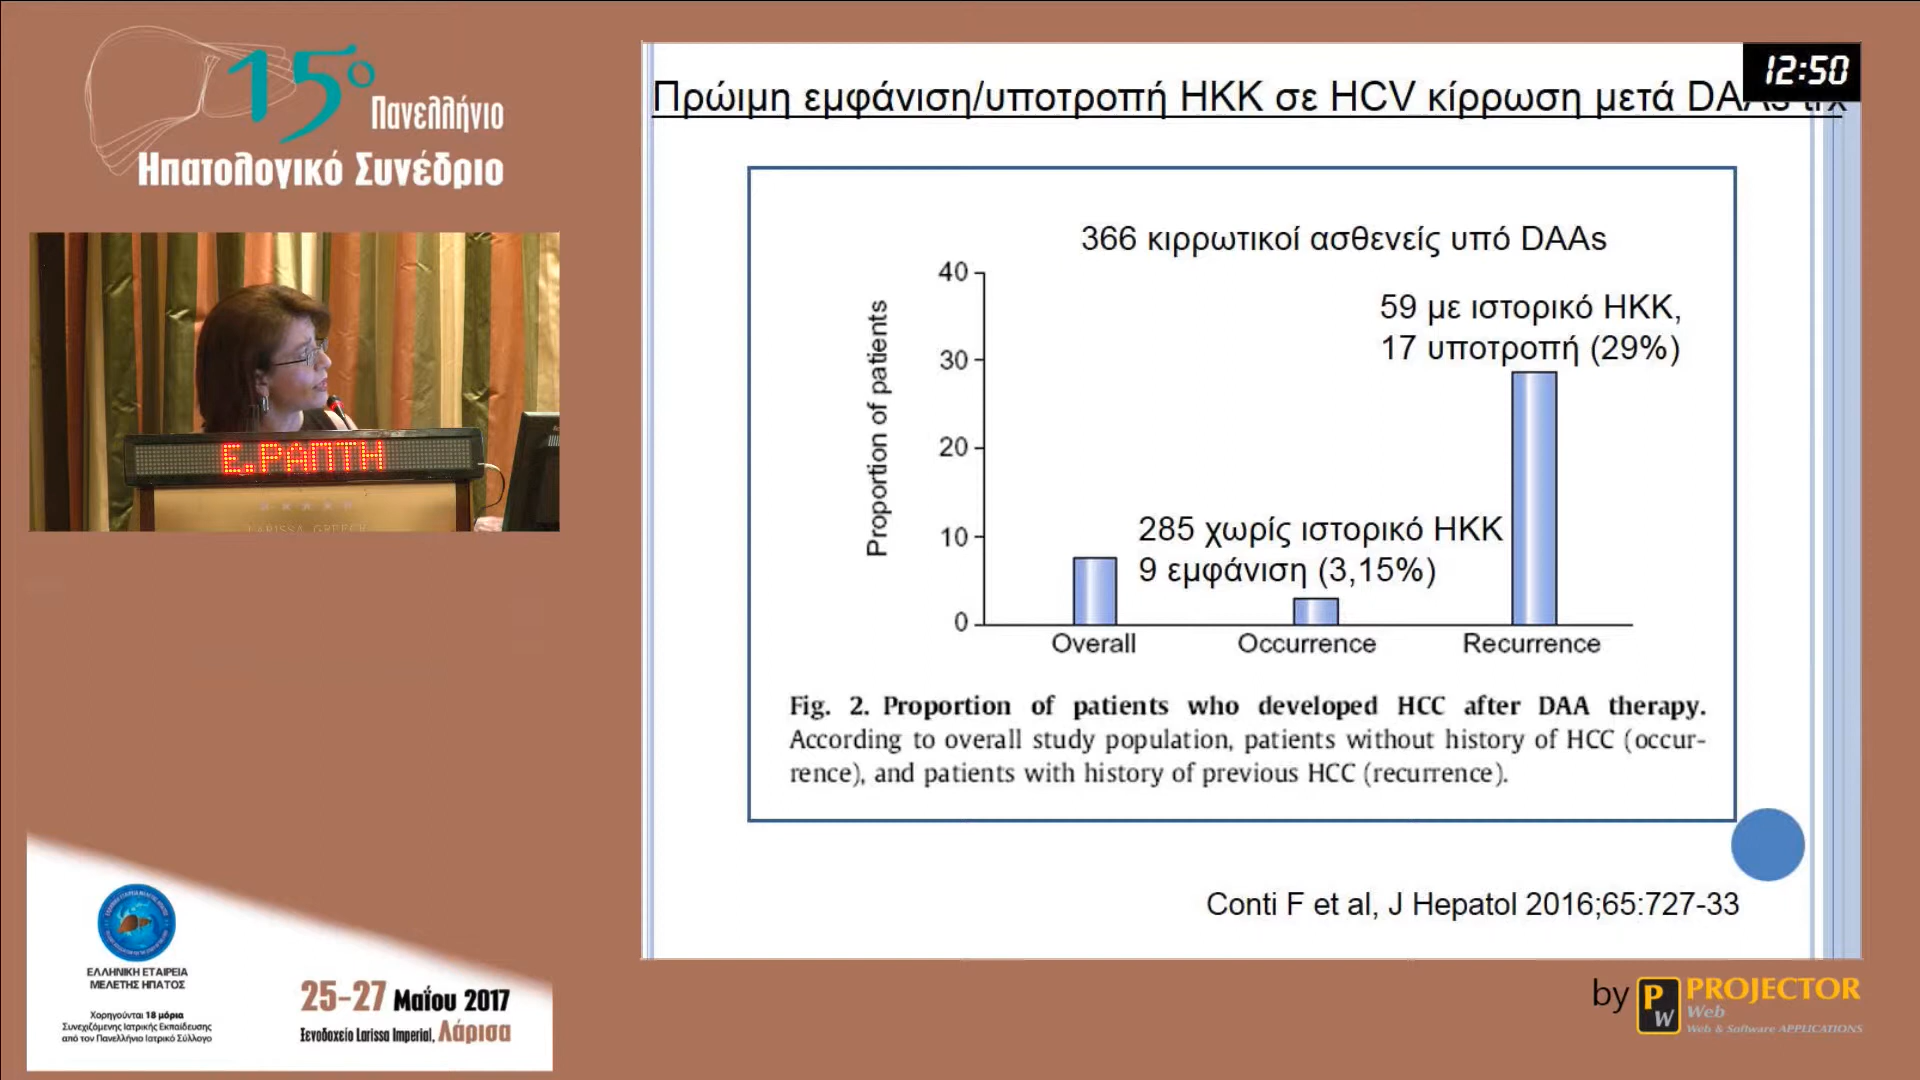 15ο
Πανελλήνιο
Ηπατολογικό Συνέδριο
Ε.ΡΑΠΤΗ
LARISSA GREECE
ΕΛΛΗΝΙΚΗ ΕΤΑΙΡΕΙΑ
ΜΕΛΕΤΗΣ ΗΠΑΤΟΣ
Χορηγούνται 18 μόρια
Συνεχιζόμενης Ιατρικής Εκπαίδευσης
από τον Πανελλήνιο Ιατρικό Σύλλογο
25-27 Μαΐου 2017
Ξενοδοχείο Larissa Imperial, Λάρισα
12:50
Πρώιμη εμφάνιση/υποτροπή ΗΚΚ σε HCV κίρρωση μετά DAAs
366 κιρρωτικοί ασθενείς υπό DAAs
59 με ιστορικό ΗΚΚ,
17 υποτροπή (29%)
285 χωρίς ιστορικό ΗΚΚ
9 εμφάνιση (3,15%)
Proportion of patients
40
30
20
10
0
Overall Occurrence Recurrence
Fig. 2. Proportion of patients who developed HCC after DAA therapy.
According to overall study population, patients without history of HCC (occur-
rence), and patients with history of previous HCC (recurrence).
Conti F et al, J Hepatol 2016;65:727-33
by PW PROJECTOR
Web
Web & Software APPLICATIONS